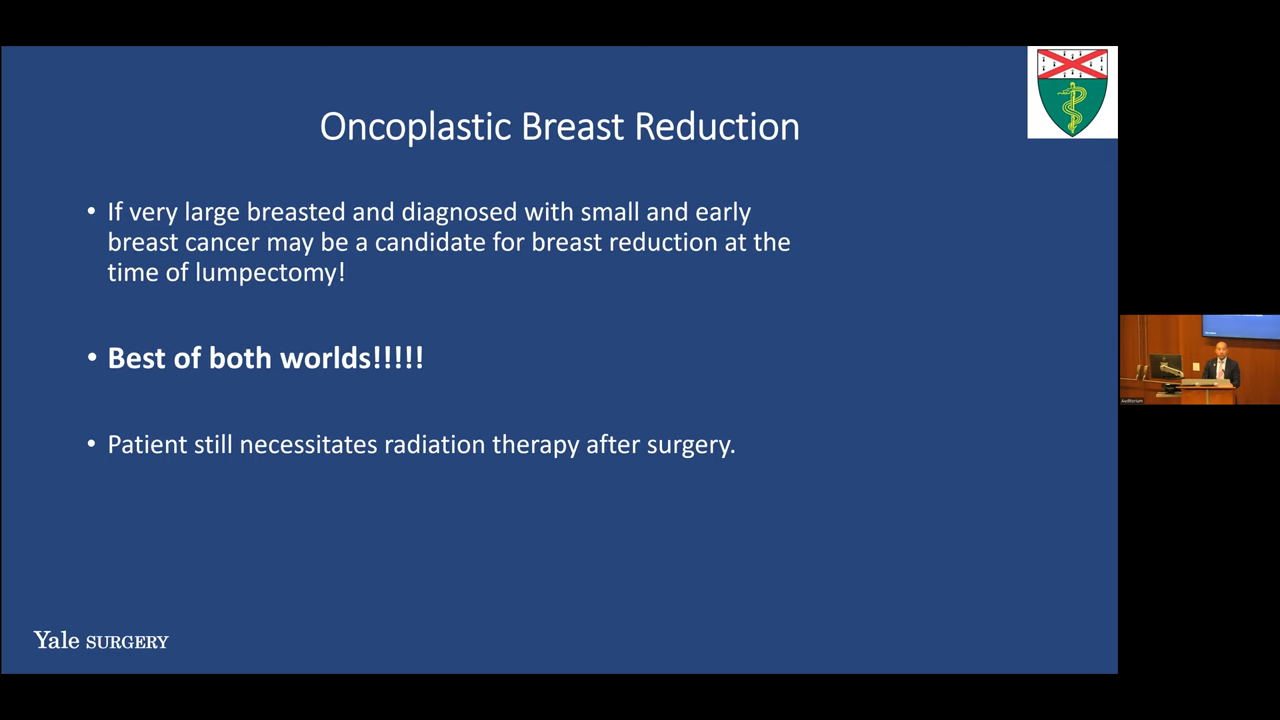 Oncoplastic Breast Reduction
• If very large breasted and diagnosed with small and early
breast cancer may be a candidate for breast reduction at the
time of lumpectomy!
• Best of both worlds!!!!!
• Patient still necessitates radiation therapy after surgery.
Yale SURGERY
Auditorium